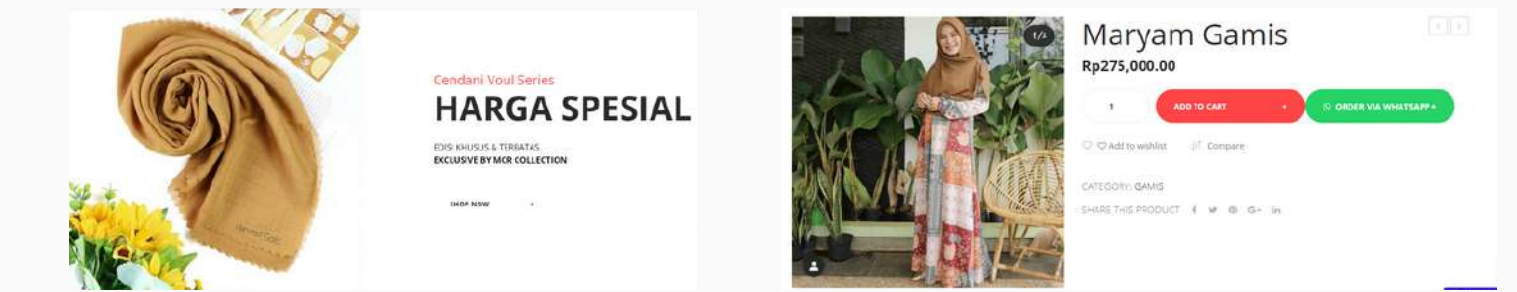 Cendani Voul Series
HARGA SPESIAL
EDISI KHUSUS & TERBATAS
EXCLUSIVE BY MCR COLLECTION
SHOP NOW +
1/4
Maryam Gamis
Rp275,000.00
1
ADD TO CART +
ORDER VIA WHATSAPP +
Add to wishlist
Compare
CATEGORY: GAMIS
SHARE THIS PRODUCT